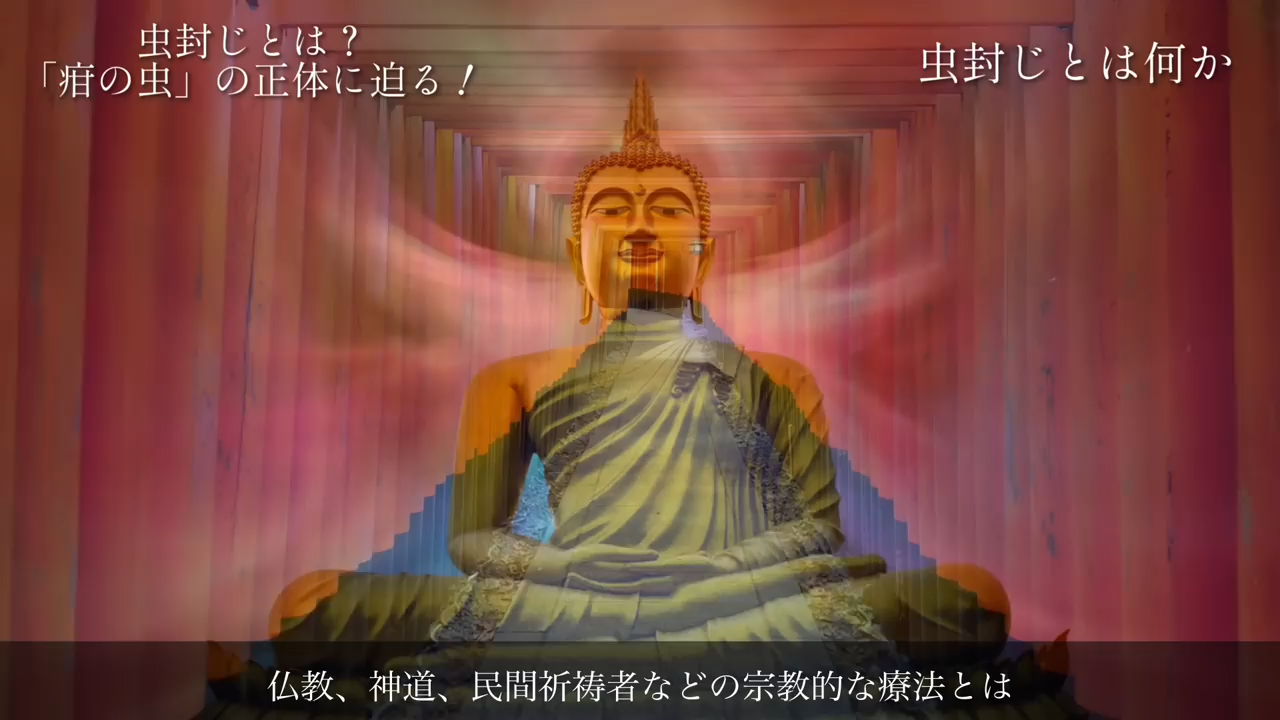 虫封じとは？
「疳の虫」の正体に迫る！
虫封じとは何か
仏教、神道、民間祈祷者などの宗教的な療法とは